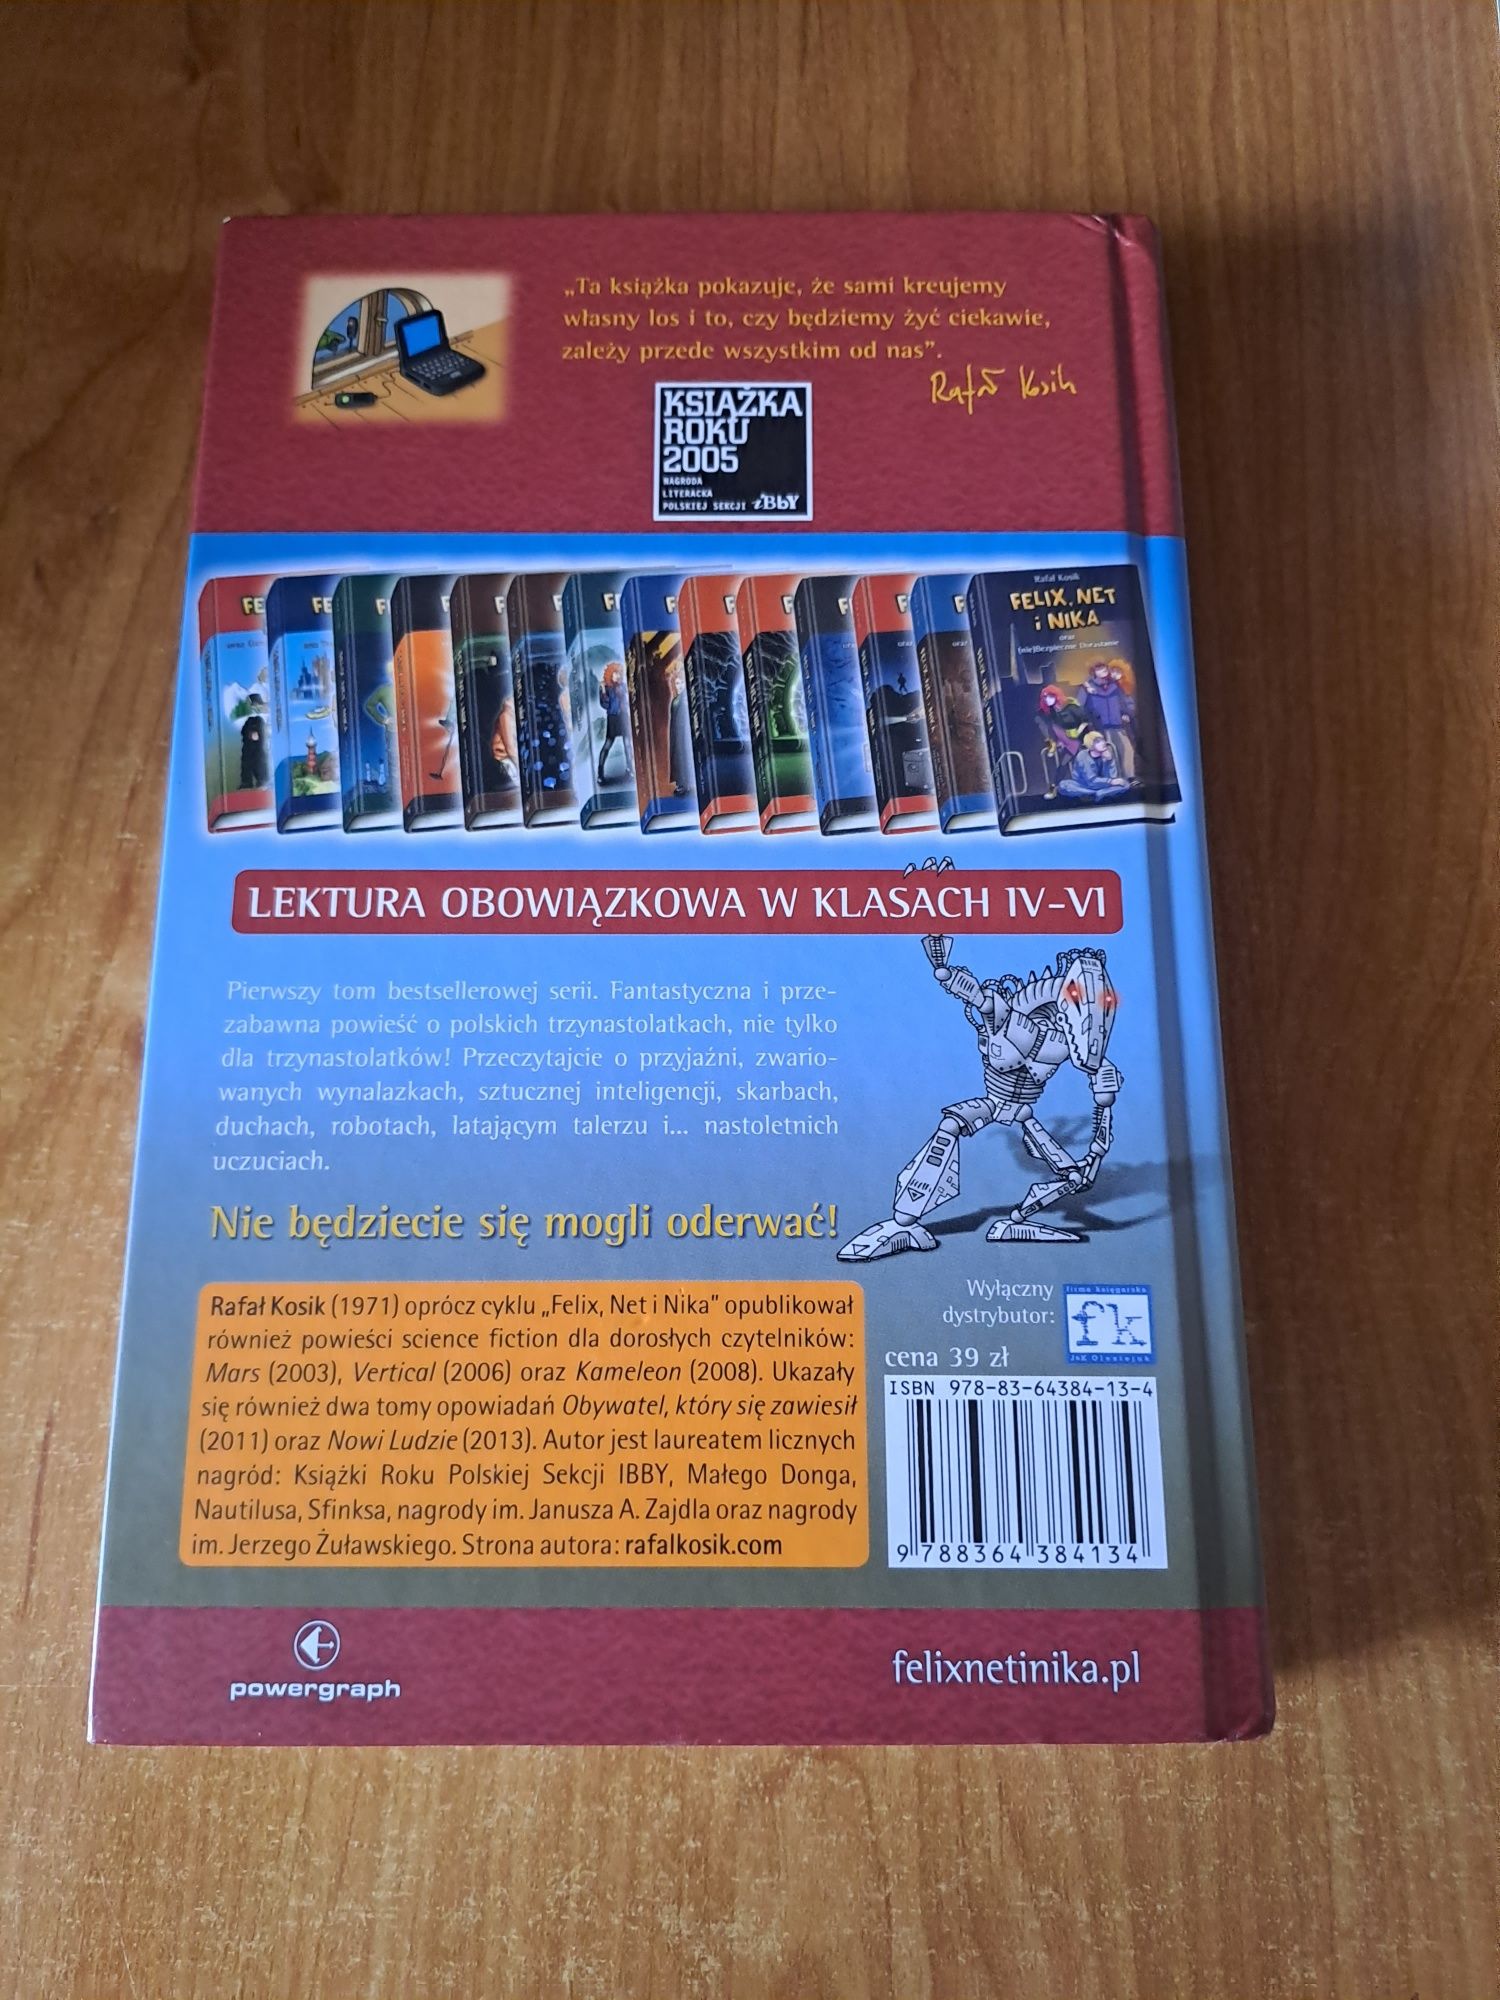 „Ta książka pokazuje, że sami kreujemy
własny los i to, czy będziemy żyć ciekawie,
zależy przede wszystkim od nas”.
Rafał Kosik
KSIĄŻKA
ROKU
2005
NAGRODA
LITERACKA
POLSKIEJ SEKCJI iBbY
Rafał Kosik
FELIX, NET
i NIKA
oraz
(nie)Bezpieczne Dorastanie
LEKTURA OBOWIĄZKOWA W KLASACH IV-VI
Pierwszy tom bestsellerowej serii. Fantastyczna i prze-
zabawna powieść o polskich trzynastolatkach, nie tylko
dla trzynastolatków! Przeczytajcie o przyjaźni, zwario-
wanych wynalazkach, sztucznej inteligencji, skarbach,
duchach, robotach, latającym talerzu i... nastoletnich
uczuciach.
Nie będziecie się mogli oderwać!
Rafał Kosik (1971) oprócz cyklu „Felix, Net i Nika” opublikował
również powieści science fiction dla dorosłych czytelników:
Mars (2003), Vertical (2006) oraz Kameleon (2008). Ukazały
się również dwa tomy opowiadań Obywatel, który się zawiesił
(2011) oraz Nowi Ludzie (2013). Autor jest laureatem licznych
nagród: Książki Roku Polskiej Sekcji IBBY, Małego Donga,
Nautilusa, Sfinksa, nagrody im. Janusza A. Zajdla oraz nagrody
im. Jerzego Żuławskiego. Strona autora: rafalkosik.com
Wyłączny
dystrybutor:
firma księgarska
fk
J&K Olesiejuk
cena 39 zł
ISBN 978-83-64384-13-4
9 788364 384134
powergraph
felixnetinika.pl